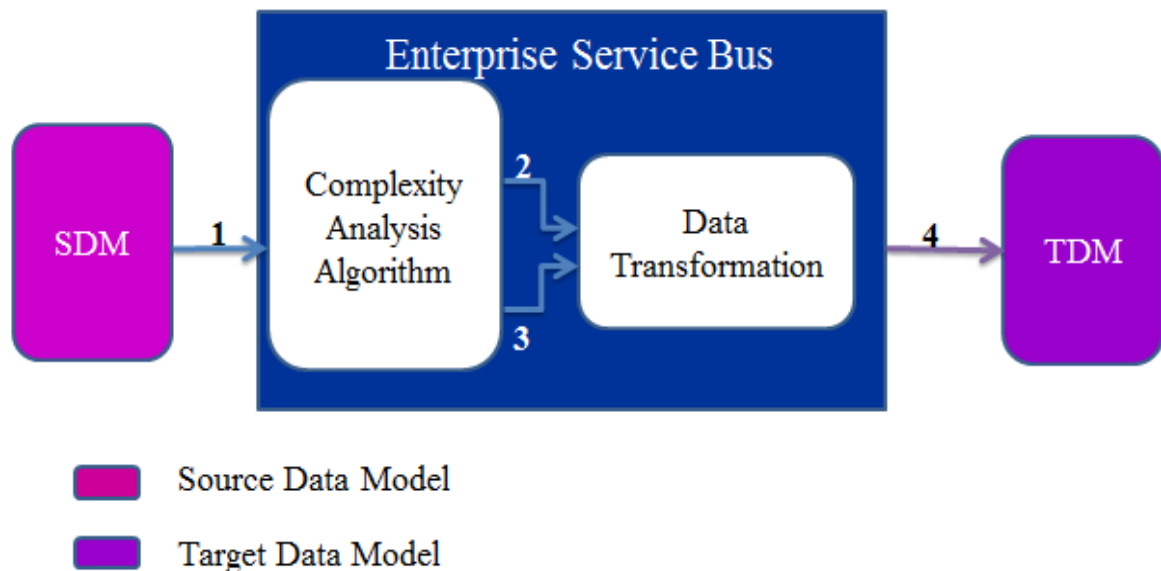 Enterprise Service Bus
SDM
1
Complexity
Analysis
Algorithm
2
3
Data
Transformation
4
TDM
Source Data Model
Target Data Model